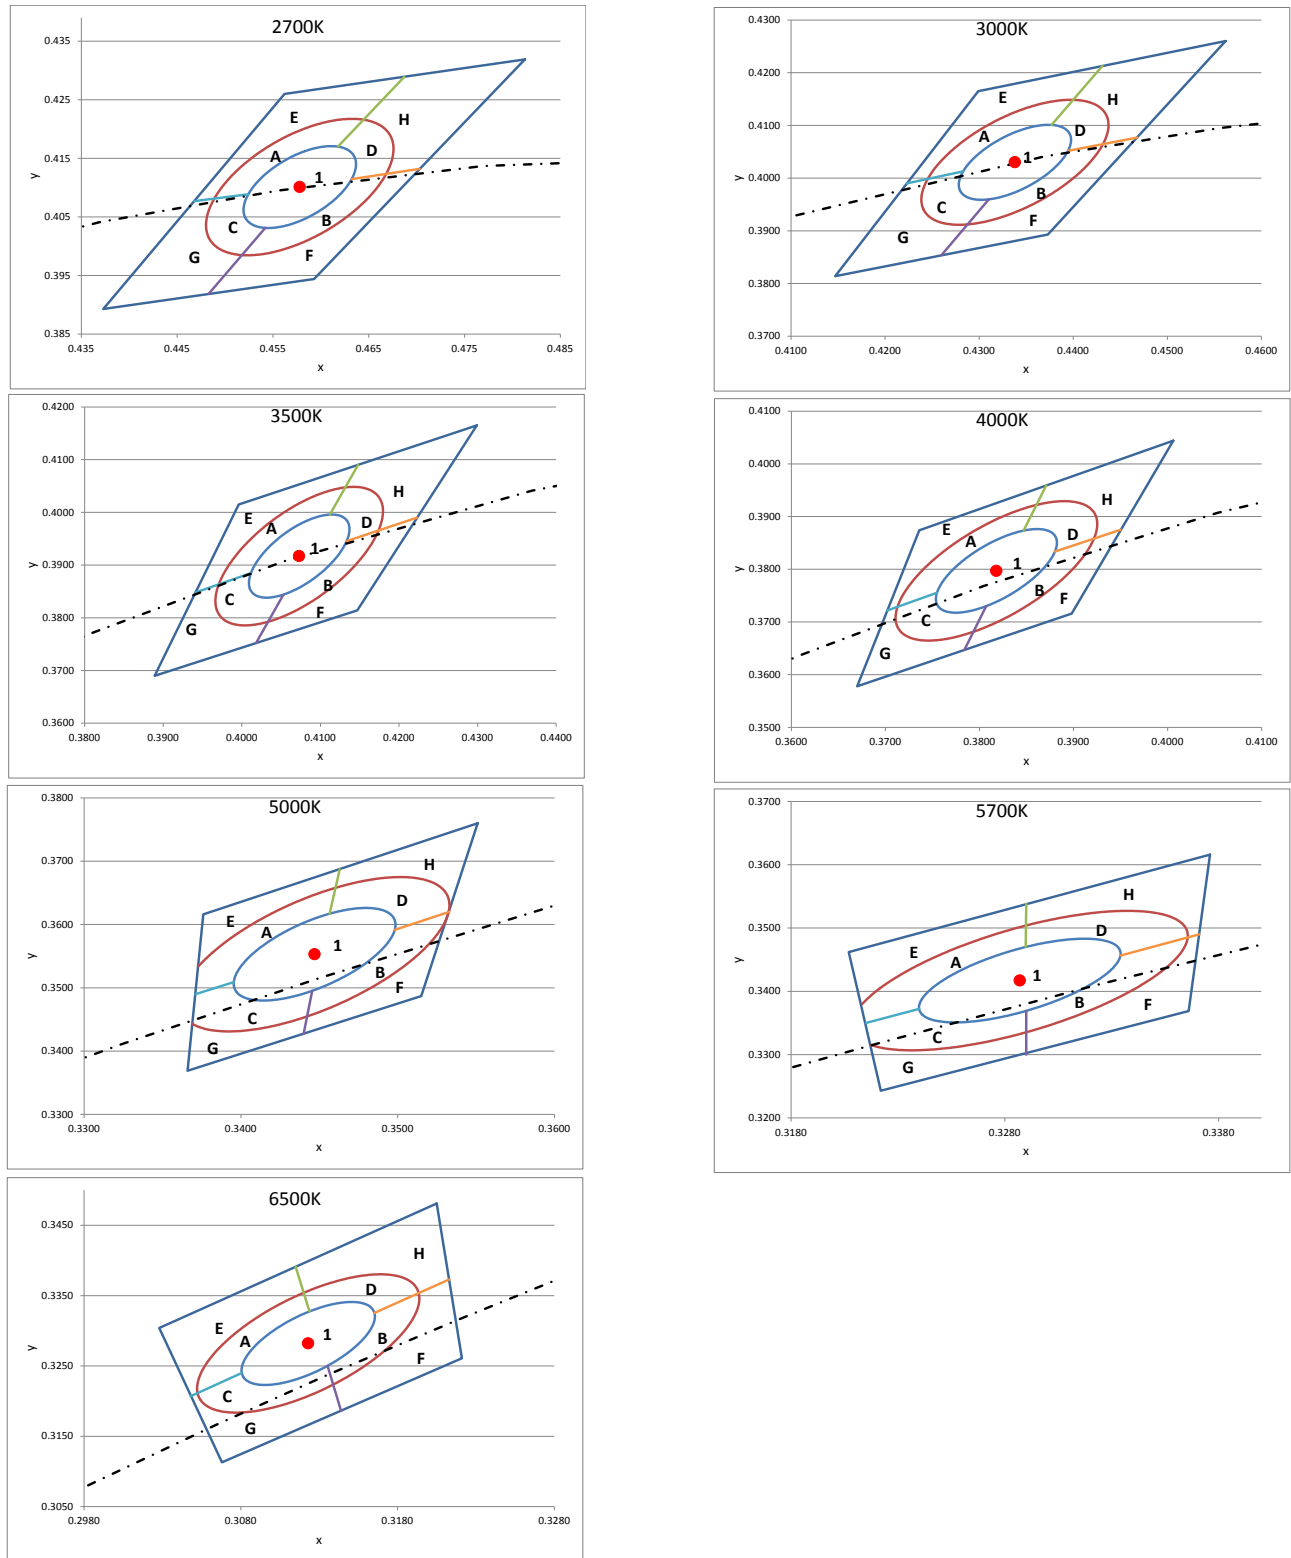 2700K
0.435
0.425
0.415
0.405
0.395
0.385
y
E
H
A
D
1
C
B
G
F
0.435 0.445 0.455 0.465 0.475 0.485
x
3000K
0.4300
0.4200
0.4100
0.4000
0.3900
0.3800
0.3700
y
E
H
A
D
1
B
C
F
G
0.4100 0.4200 0.4300 0.4400 0.4500 0.4600
x
3500K
0.4200
0.4100
0.4000
0.3900
0.3800
0.3700
0.3600
y
H
E
A
D
1
B
C
F
G
0.3800 0.3900 0.4000 0.4100 0.4200 0.4300 0.4400
x
4000K
0.4100
0.4000
0.3900
0.3800
0.3700
0.3600
0.3500
y
H
E
A
D
1
B
F
C
G
0.3600 0.3700 0.3800 0.3900 0.4000 0.4100
x
5000K
0.3800
0.3700
0.3600
0.3500
0.3400
0.3300
y
H
D
E
A
1
B
F
C
G
0.3300 0.3400 0.3500 0.3600
x
5700K
0.3700
0.3600
0.3500
0.3400
0.3300
0.3200
y
H
D
E
A
1
B
F
C
G
0.3180 0.3280 0.3380
x
6500K
0.3450
0.3350
0.3250
0.3150
0.3050
y
H
D
E
A
1
B
F
C
G
0.2980 0.3080 0.3180 0.3280
x